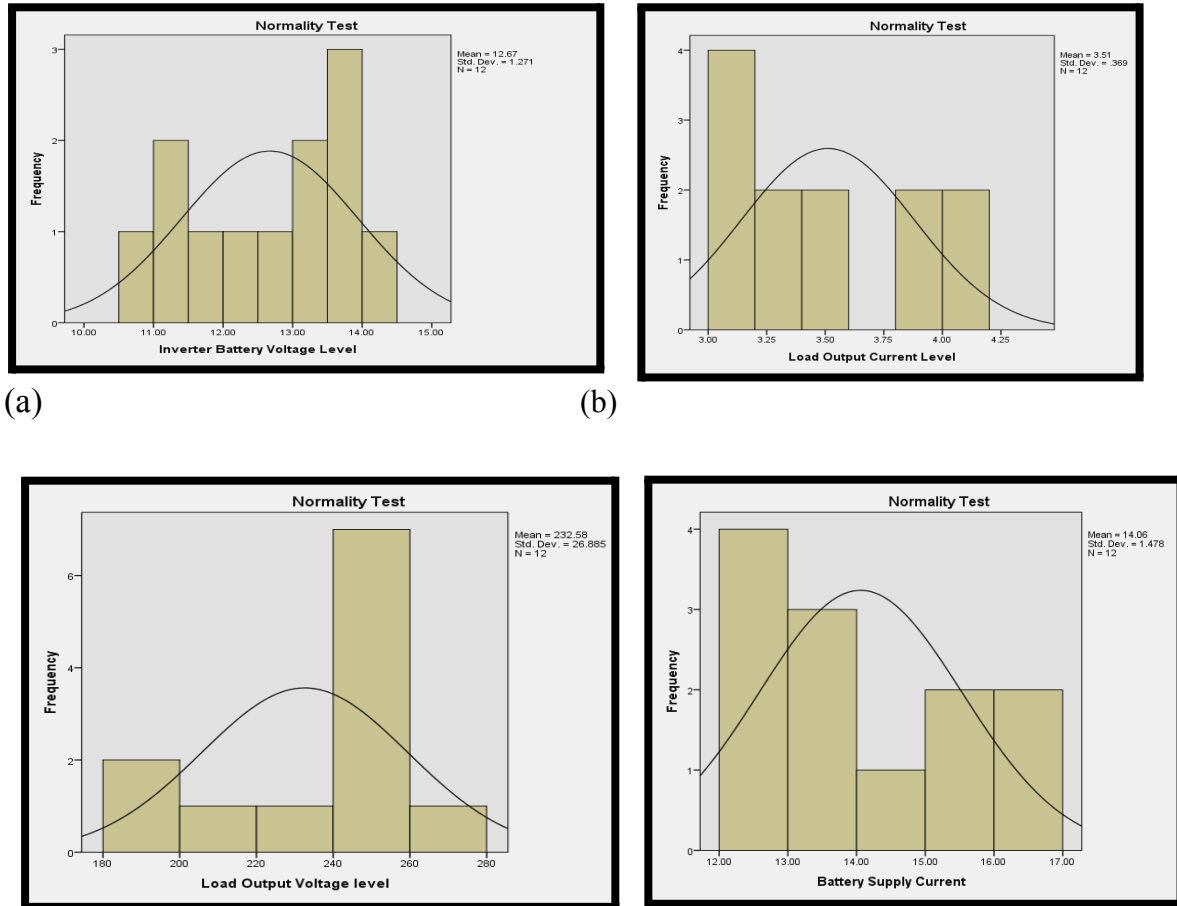 Normality Test
Mean = 12.67
Std. Dev. = 1.271
N = 12
3
2
1
0
Frequency
10.00 11.00 12.00 13.00 14.00 15.00
Inverter Battery Voltage Level
(a)
Normality Test
Mean = 3.51
Std. Dev. = .369
N = 12
4
3
2
1
0
Frequency
3.00 3.25 3.50 3.75 4.00 4.25
Load Output Current Level
(b)
Normality Test
Mean = 232.58
Std. Dev. = 26.885
N = 12
6
4
2
0
Frequency
180 200 220 240 260 280
Load Output Voltage level
Normality Test
Mean = 14.06
Std. Dev. = 1.478
N = 12
4
3
2
1
0
Frequency
12.00 13.00 14.00 15.00 16.00 17.00
Battery Supply Current